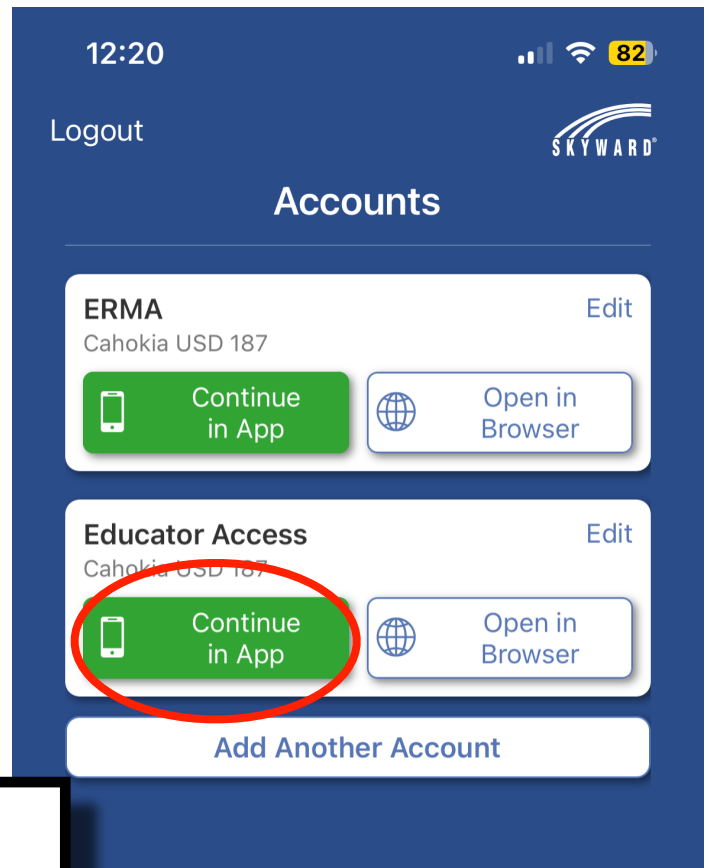 12:20
82
Logout
SKYWARD®
Accounts
ERMA
Edit
Cahokia USD 187
Continue
in App
Open in
Browser
Educator Access
Edit
Cahokia USD 187
Continue
in App
Open in
Browser
Add Another Account